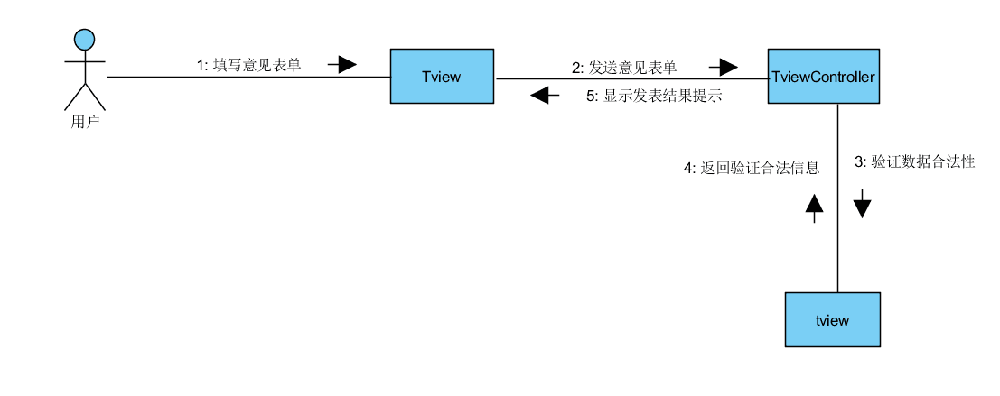 1: 填写意见表单
用户
Tview
2: 发送意见表单
5: 显示发表结果提示
TviewController
4: 返回验证合法信息
3: 验证数据合法性
tview